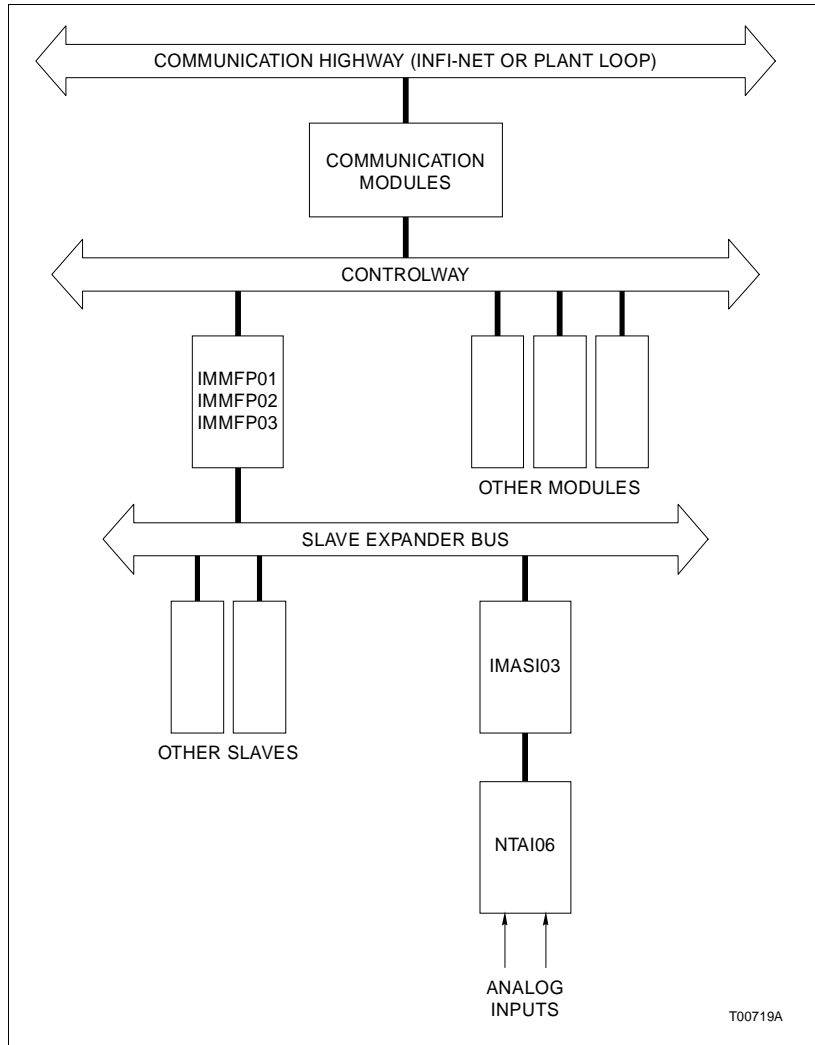 COMMUNICATION HIGHWAY (INFI-NET OR PLANT LOOP)
COMMUNICATION
MODULES
CONTROLWAY
IMMFP01
IMMFP02
IMMFP03
OTHER MODULES
SLAVE EXPANDER BUS
IMASI03
OTHER SLAVES
NTAI06
ANALOG
INPUTS
T00719A